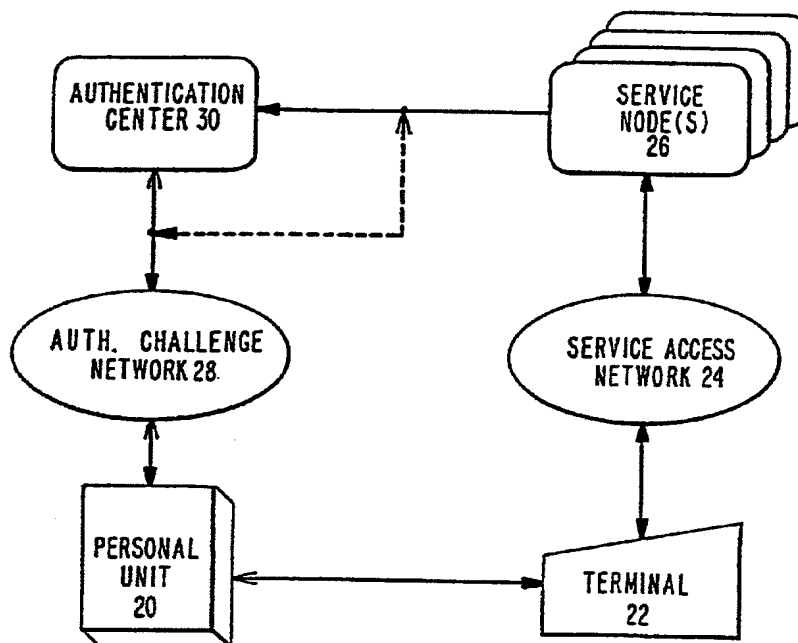 AUTHENTICATION
CENTER 30
SERVICE
NODE(S)
26
AUTH. CHALLENGE
NETWORK 28.
SERVICE ACCESS
NETWORK 24
PERSONAL
UNIT
20
TERMINAL
22